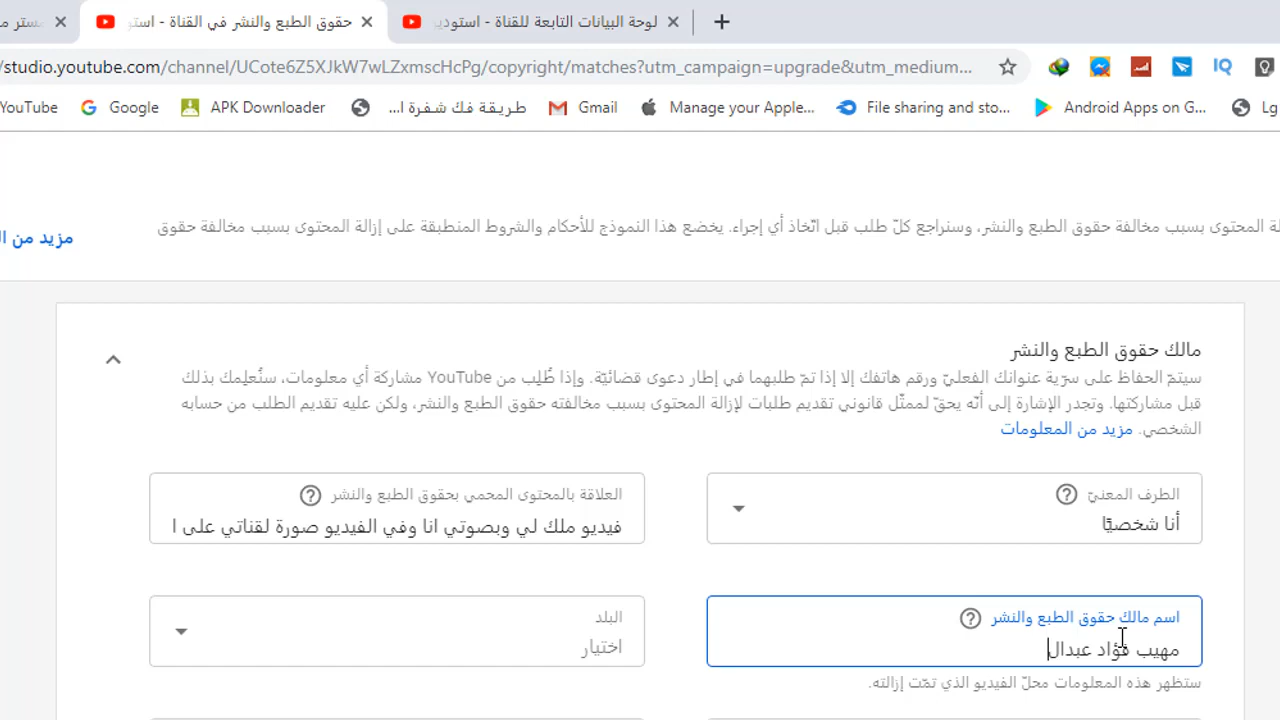 حقوق الطبع والنشر في القناة - استو
لوحة البيانات التابعة للقناة - استوديو
/studio.youtube.com/channel/UCote6Z5XJkW7wLZxmscHcPg/copyright/matches?utm_campaign=upgrade&utm_medium...
IQ
YouTube
Google
APK Downloader
طريقة فك شفرة ا...
Gmail
Manage your Apple...
File sharing and sto...
Android Apps on G...
Lg
لة المحتوى بسبب مخالفة حقوق الطبع والنشر، وسنراجع كلّ طلب قبل اتّخاذ أي إجراء. يخضع هذا النموذج للأحكام والشروط المنطبقة على إزالة المحتوى بسبب مخالفة حقوق
مزيد من ال
مالك حقوق الطبع والنشر
سيتمّ الحفاظ على سرّية عنوانك الفعليّ ورقم هاتفك إلا إذا تمّ طلبهما في إطار دعوى قضائيّة. وإذا طُلِب من YouTube مشاركة أي معلومات، سنُعلِمك بذلك
قبل مشاركتها. وتجدر الإشارة إلى أنّه يحقّ لممثّل قانوني تقديم طلبات لإزالة المحتوى بسبب مخالفته حقوق الطبع والنشر، ولكن عليه تقديم الطلب من حسابه
الشخصي. مزيد من المعلومات
الطرف المعنيّ
أنا شخصيًّا
العلاقة بالمحتوى المحمي بحقوق الطبع والنشر
فيديو ملك لي وبصوتي انا وفي الفيديو صورة لقناتي على ا
اسم مالك حقوق الطبع والنشر
مهيب فؤاد عبدال
البلد
اختيار
ستظهر هذه المعلومات محلّ الفيديو الذي تمّت إزالته.